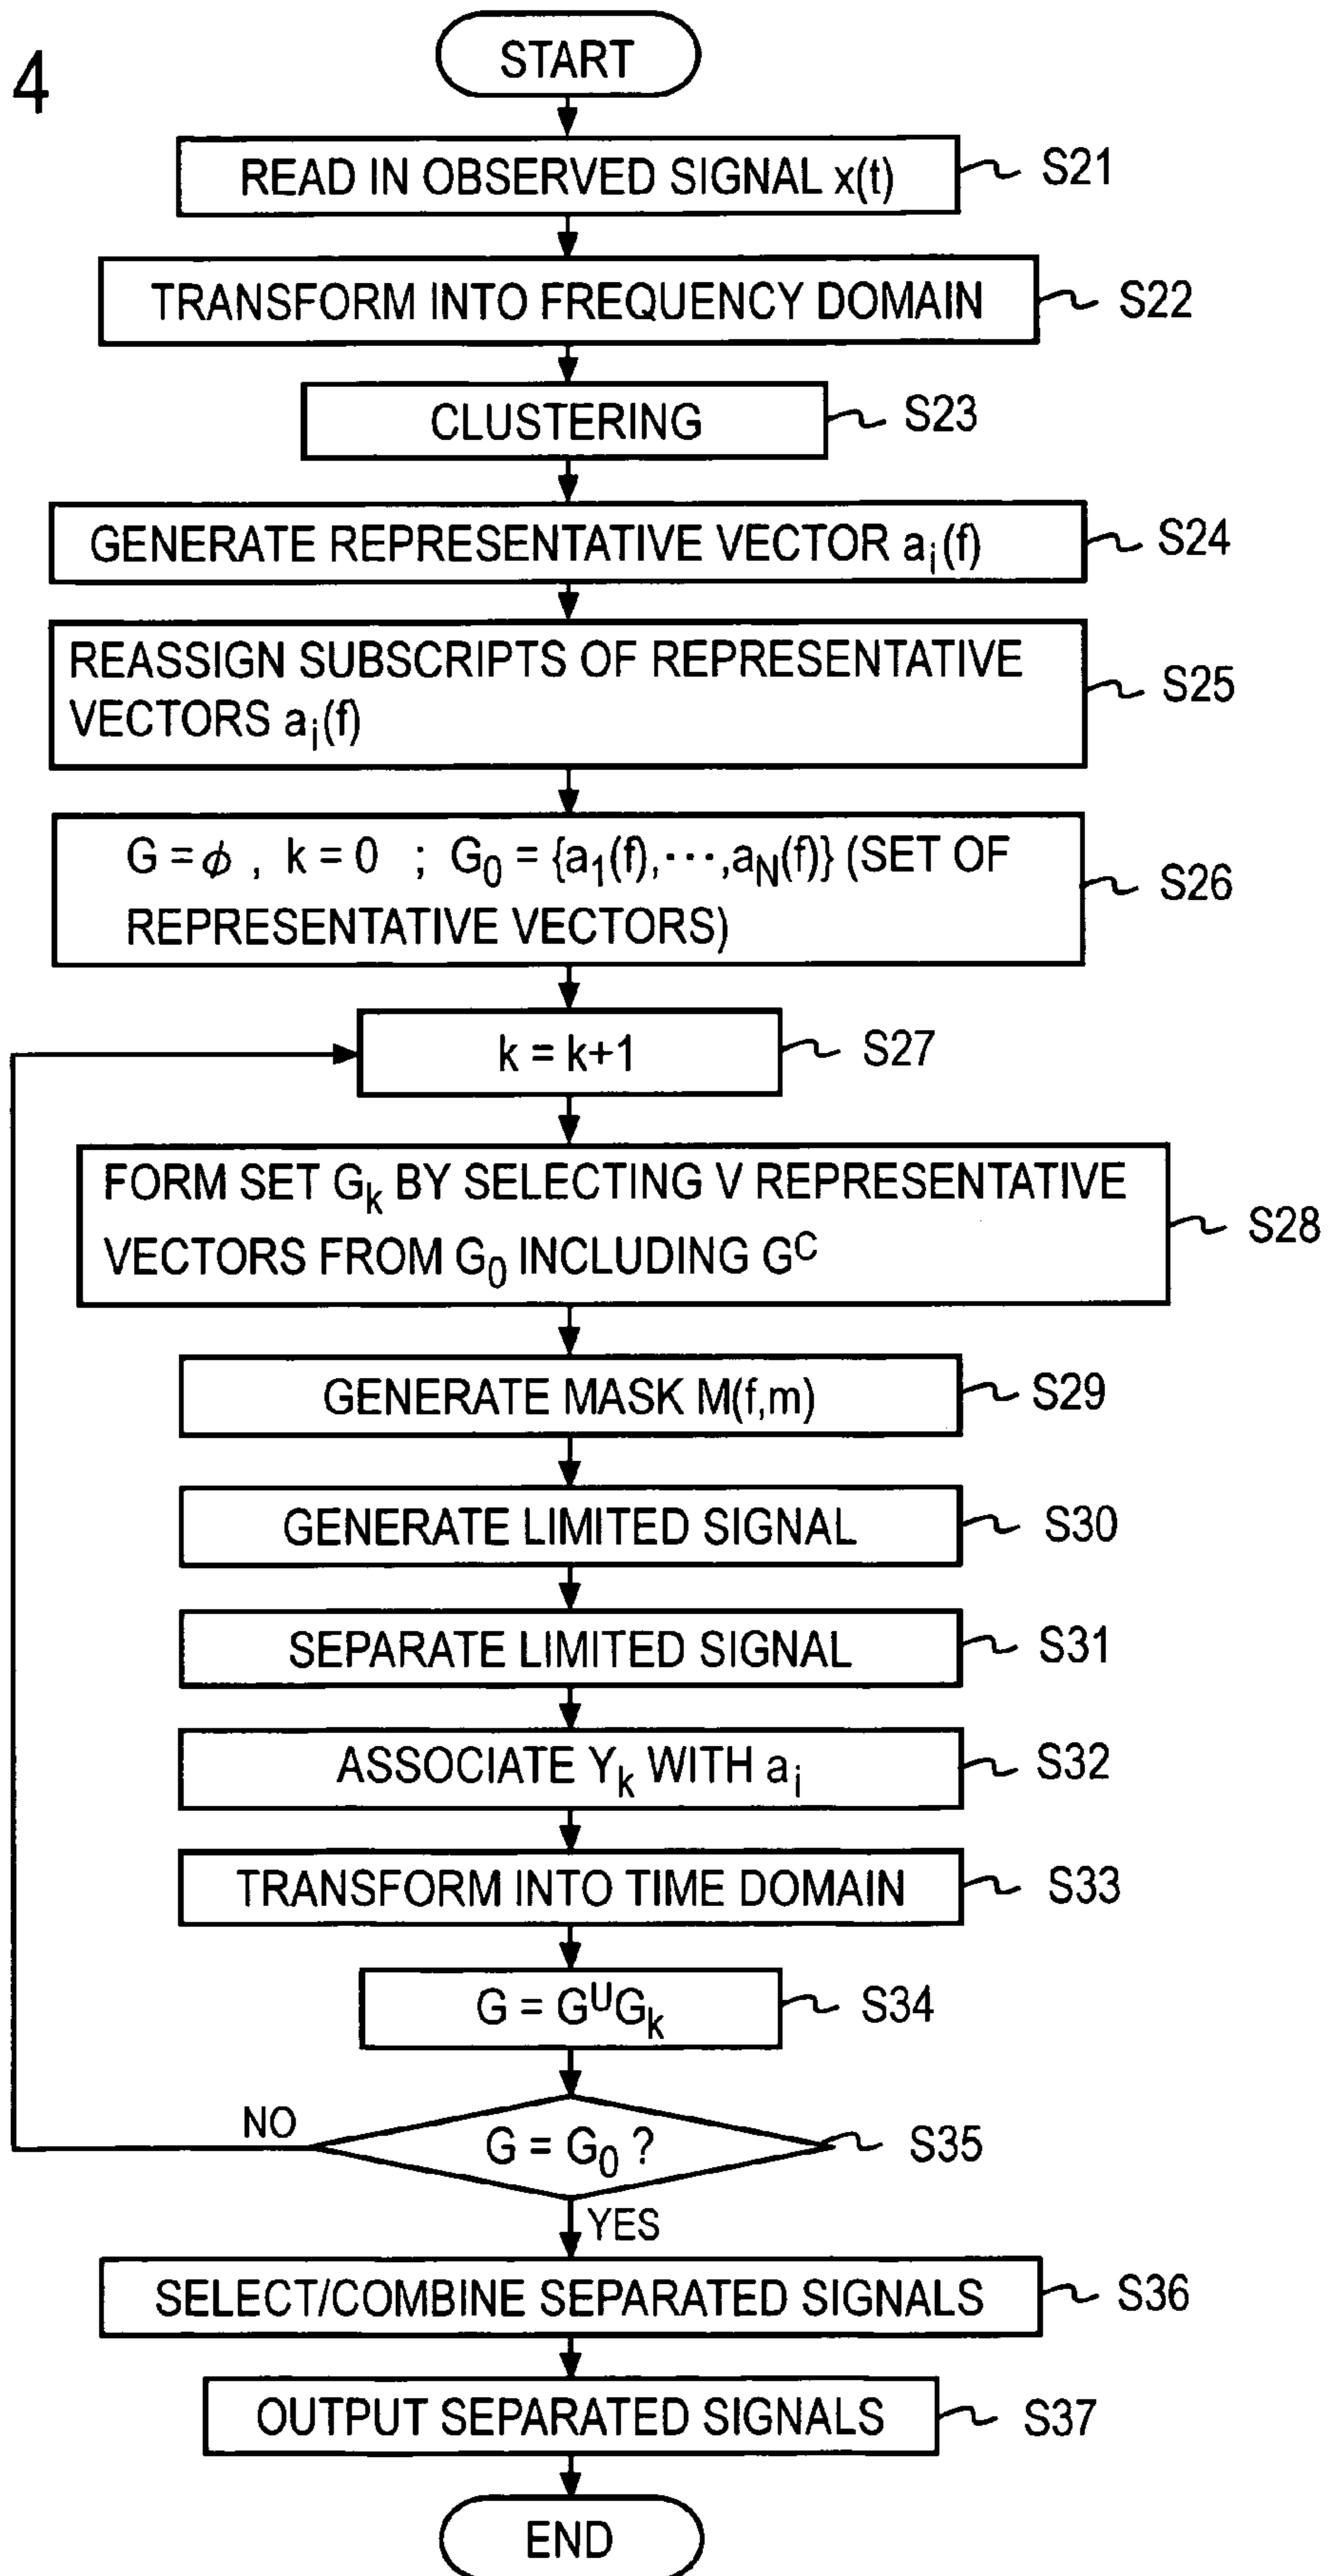 4
START
READ IN OBSERVED SIGNAL x(t)
S21
TRANSFORM INTO FREQUENCY DOMAIN
S22
CLUSTERING
S23
GENERATE REPRESENTATIVE VECTOR aᵢ(f)
S24
REASSIGN SUBSCRIPTS OF REPRESENTATIVE
VECTORS aᵢ(f)
S25
G = ϕ , k = 0 ; G₀ = {a₁(f),⋯,a_N(f)} (SET OF
REPRESENTATIVE VECTORS)
S26
k = k+1
S27
FORM SET Gₖ BY SELECTING V REPRESENTATIVE
VECTORS FROM G₀ INCLUDING Gᶜ
S28
GENERATE MASK M(f,m)
S29
GENERATE LIMITED SIGNAL
S30
SEPARATE LIMITED SIGNAL
S31
ASSOCIATE Yₖ WITH aᵢ
S32
TRANSFORM INTO TIME DOMAIN
S33
G = GᵁGₖ
S34
NO
G = G₀ ?
S35
YES
SELECT/COMBINE SEPARATED SIGNALS
S36
OUTPUT SEPARATED SIGNALS
S37
END